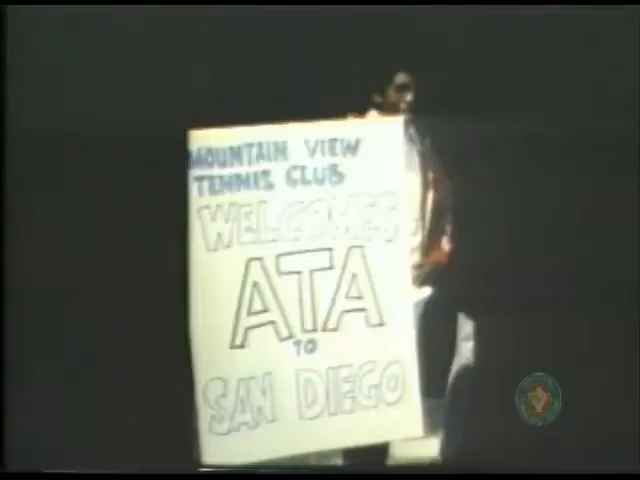 MOUNTAIN VIEW
TENNIS CLUB
WELCOMES
ATA
TO
SAN DIEGO